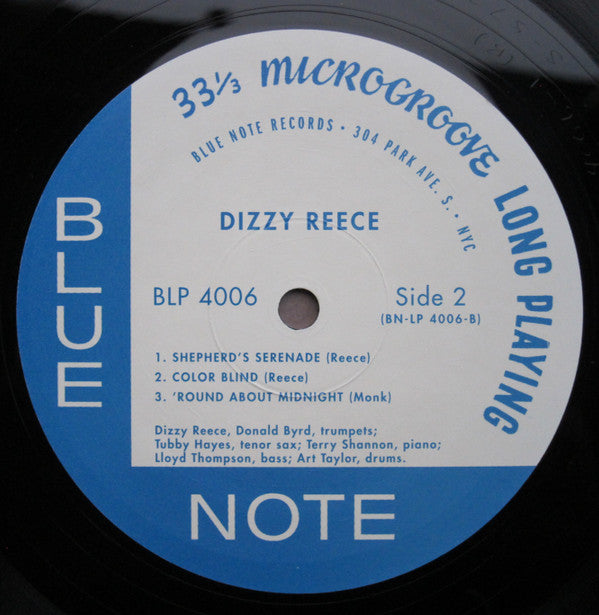 33⅓ MICROGROOVE LONG PLAYING
BLUE NOTE RECORDS • 304 PARK AVE. S. • NYC
DIZZY REECE
BLP 4006
Side 2
(BN-LP 4006-B)
1. SHEPHERD'S SERENADE (Reece)
2. COLOR BLIND (Reece)
3. 'ROUND ABOUT MIDNIGHT (Monk)
Dizzy Reece, Donald Byrd, trumpets;
Tubby Hayes, tenor sax; Terry Shannon, piano;
Lloyd Thompson, bass; Art Taylor, drums.
BLUE
NOTE